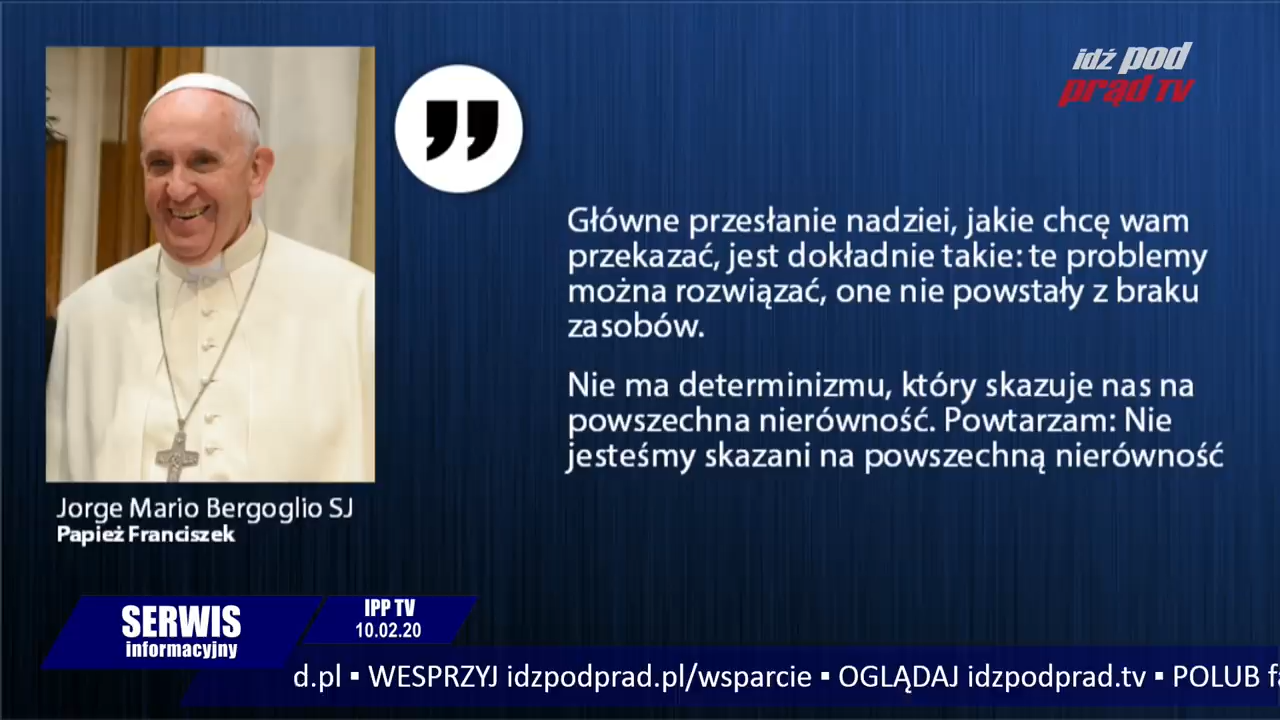 idź pod
prąd TV
Główne przesłanie nadziei, jakie chcę wam
przekazać, jest dokładnie takie: te problemy
można rozwiązać, one nie powstały z braku
zasobów.
Nie ma determinizmu, który skazuje nas na
powszechna nierówność. Powtarzam: Nie
jesteśmy skazani na powszechną nierówność
Jorge Mario Bergoglio SJ
Papież Franciszek
SERWIS
informacyjny
IPP TV
10.02.20
d.pl ▪ WESPRZYJ idzpodprad.pl/wsparcie ▪ OGLĄDAJ idzpodprad.tv ▪ POLUB fa